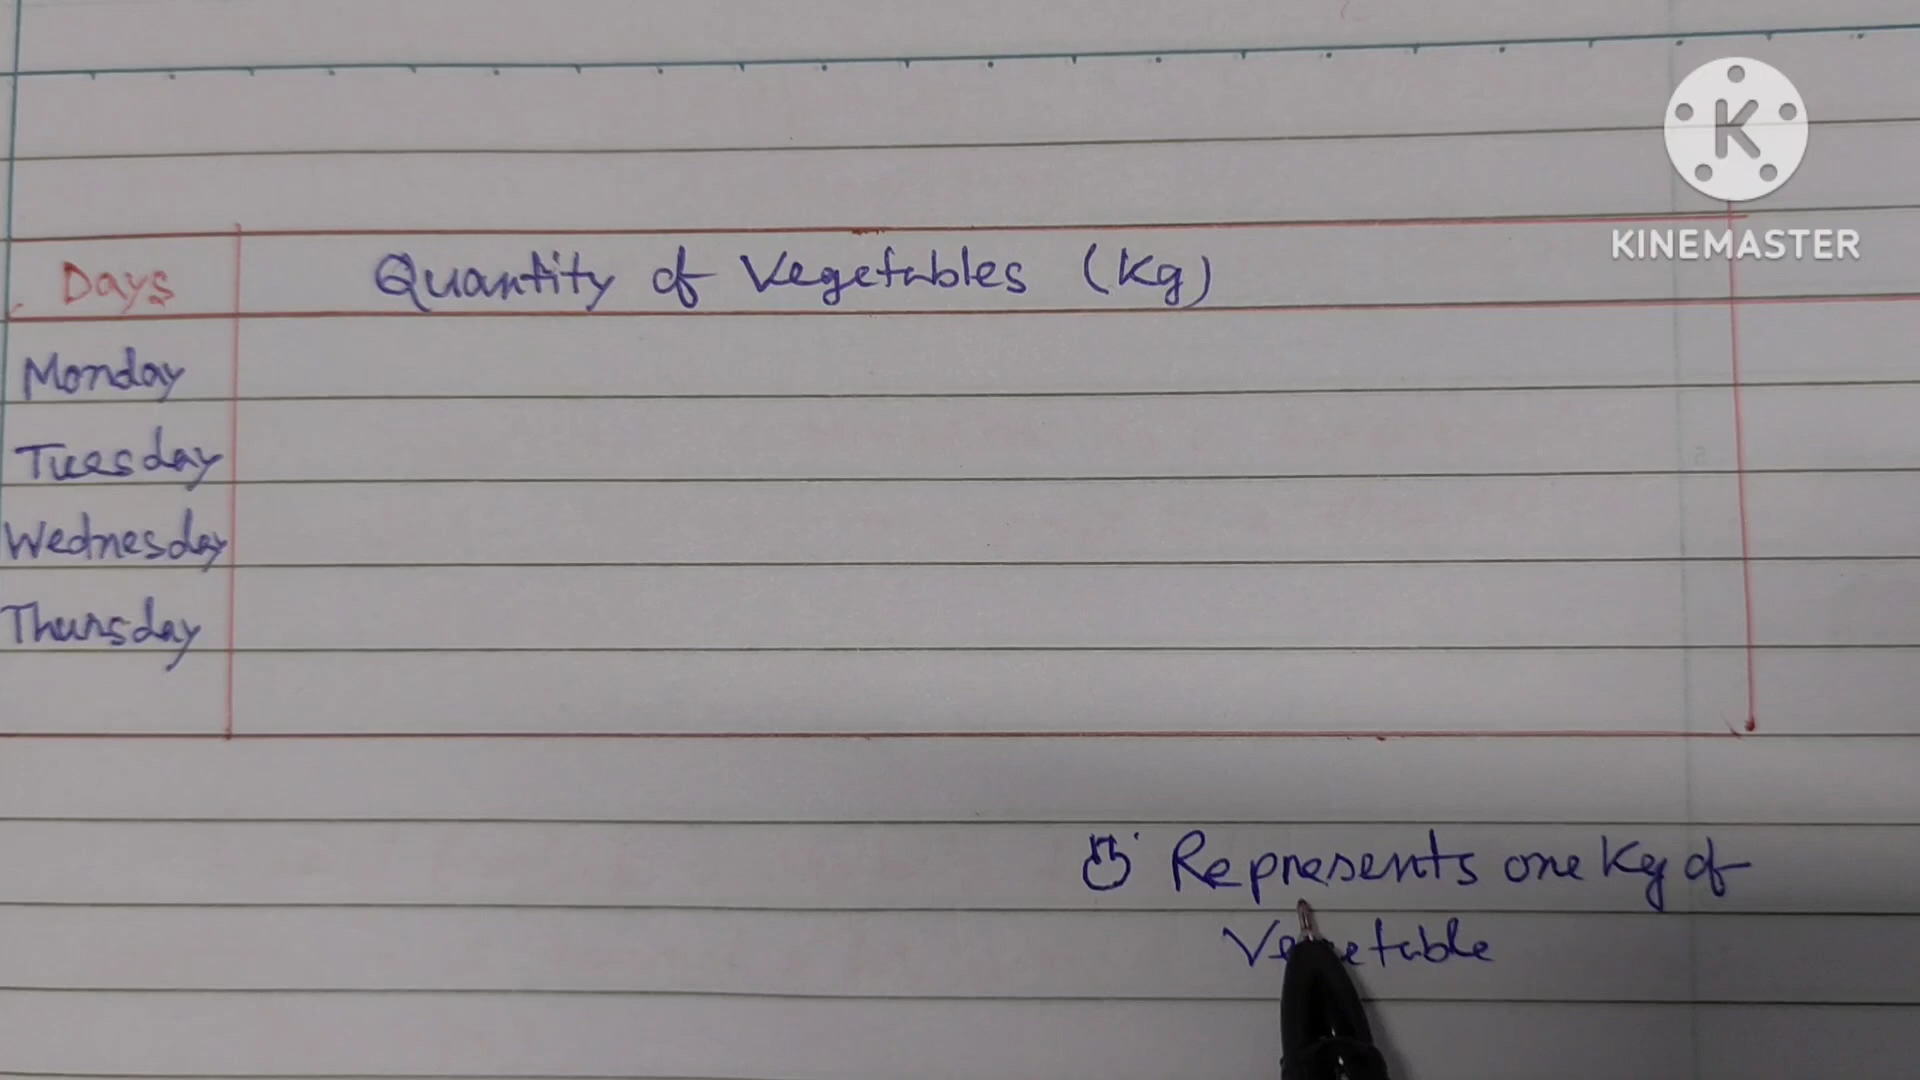 K
KINEMASTER
Days Quantity of Vegetables (Kg)
Monday
Tuesday
Wednesday
Thursday
Represents one Kg of
Vegetable